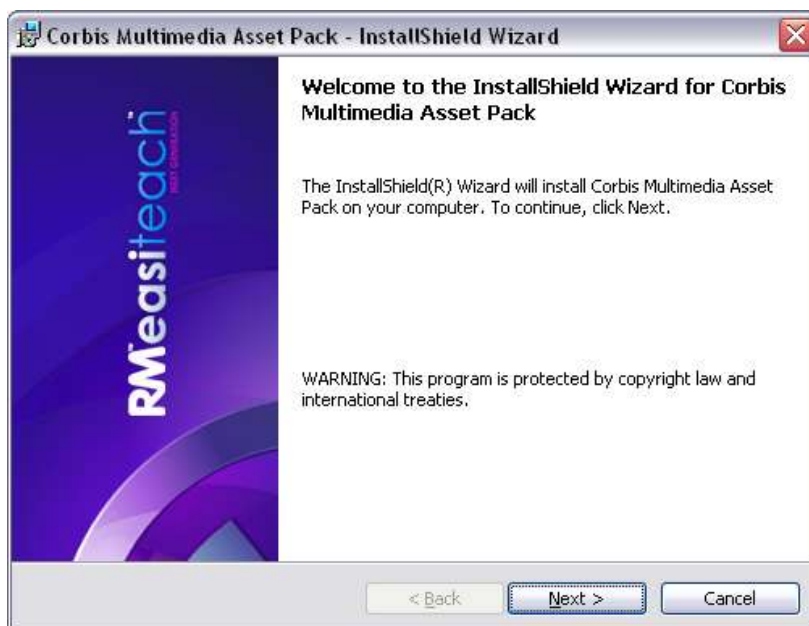 Corbis Multimedia Asset Pack - InstallShield Wizard
RMeasiteach
NEXT GENERATION
Welcome to the InstallShield Wizard for Corbis
Multimedia Asset Pack
The InstallShield(R) Wizard will install Corbis Multimedia Asset
Pack on your computer. To continue, click Next.
WARNING: This program is protected by copyright law and
international treaties.
< Back
Next >
Cancel